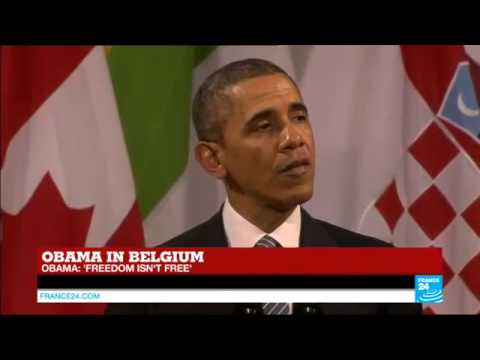 OBAMA IN BELGIUM
OBAMA: 'FREEDOM ISN'T FREE'
FRANCE24.COM
FRANCE
24